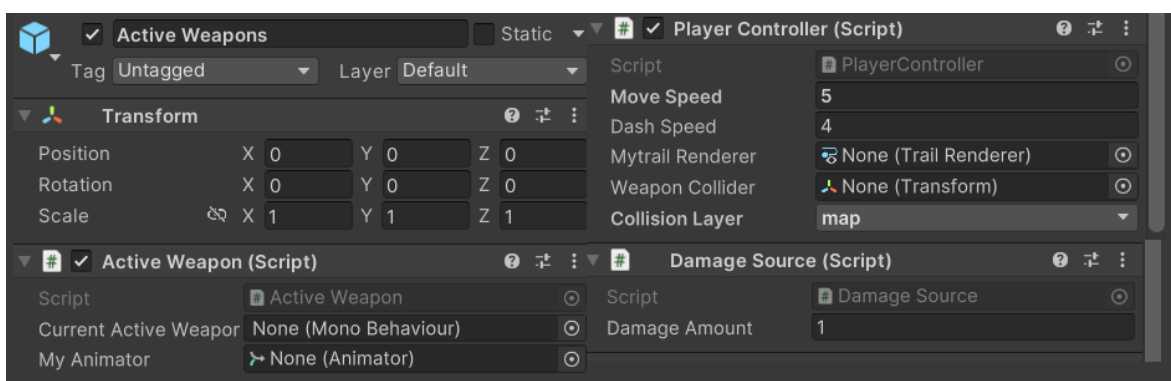 Active Weapons Static
Tag Untagged Layer Default
Transform
Position X 0 Y 0 Z 0
Rotation X 0 Y 0 Z 0
Scale X 1 Y 1 Z 1
# Active Weapon (Script)
Script # Active Weapon
Current Active Weapon None (Mono Behaviour)
My Animator None (Animator)
# Player Controller (Script)
Script # PlayerController
Move Speed 5
Dash Speed 4
Mytrail Renderer None (Trail Renderer)
Weapon Collider None (Transform)
Collision Layer map
# Damage Source (Script)
Script # Damage Source
Damage Amount 1